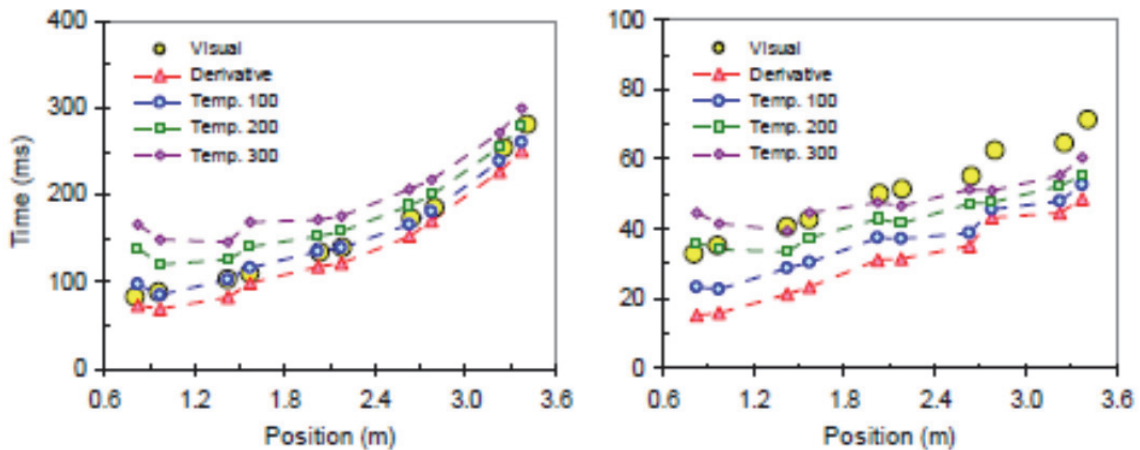 400
300
200
100
0
Time (ms)
Visual
Derivative
Temp. 100
Temp. 200
Temp. 300
0.6 1.2 1.8 2.4 3.0 3.6
Position (m)
100
80
60
40
20
0
Visual
Derivative
Temp. 100
Temp. 200
Temp. 300
0.6 1.2 1.8 2.4 3.0 3.6
Position (m)